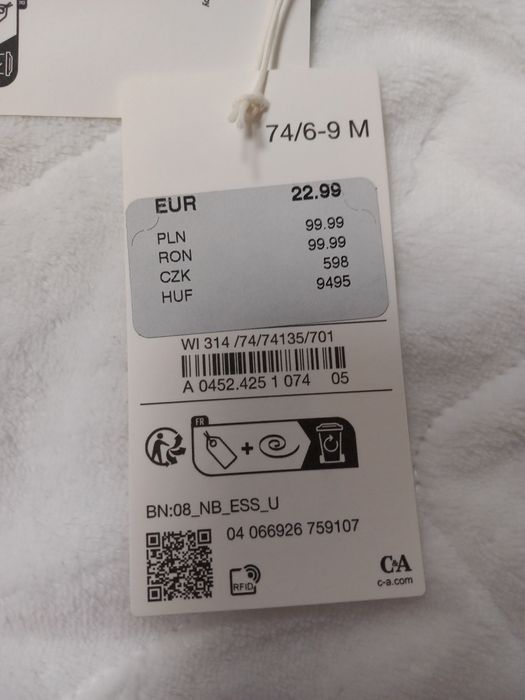 74/6-9 M
EUR 22.99
PLN 99.99
RON 99.99
CZK 598
HUF 9495
WI 314 /74/74135/701
A 0452.425 1 074 05
FR
+
BN:08_NB_ESS_U
04 066926 759107
RFID
C&A
c-a.com